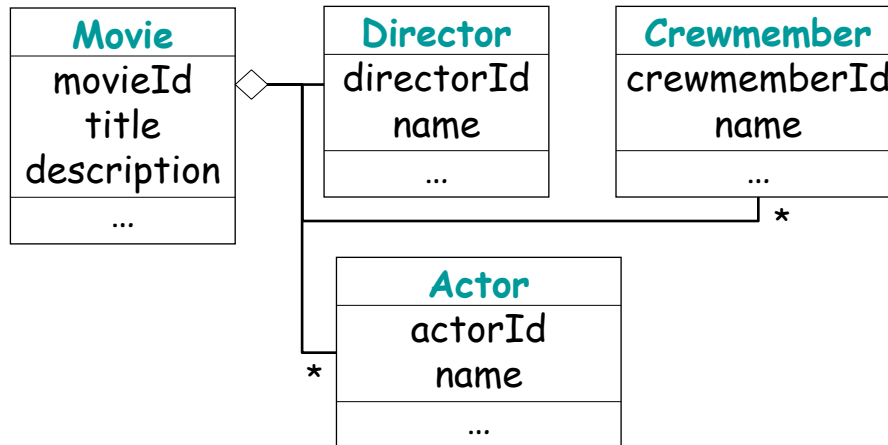 Movie
movieId
title
description
...
Director
directorId
name
...
Crewmember
crewmemberId
name
...
*
Actor
actorId
name
...
*